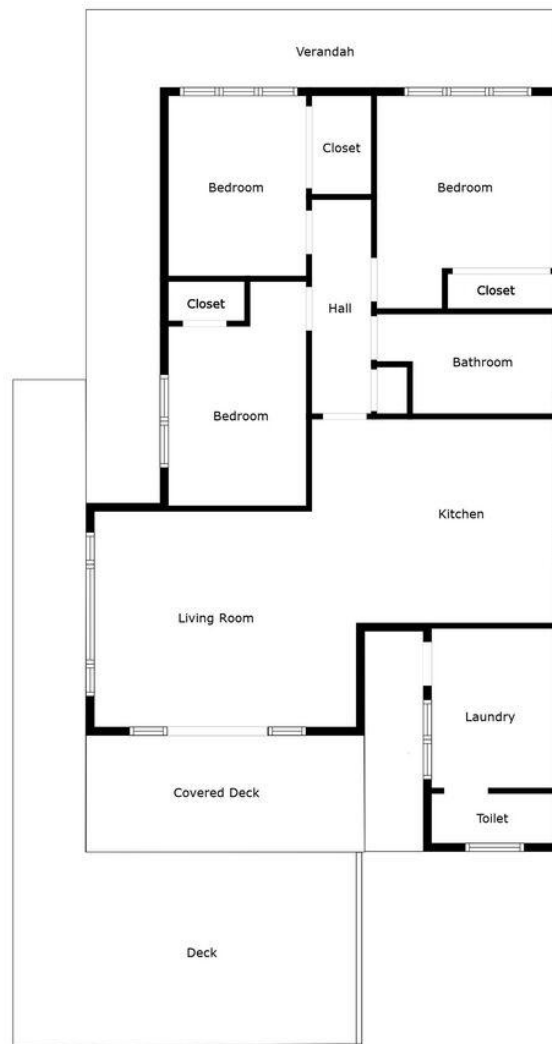 Verandah
Closet
Bedroom
Bedroom
Closet
Closet
Hall
Bathroom
Bedroom
Kitchen
Living Room
Laundry
Covered Deck
Toilet
Deck